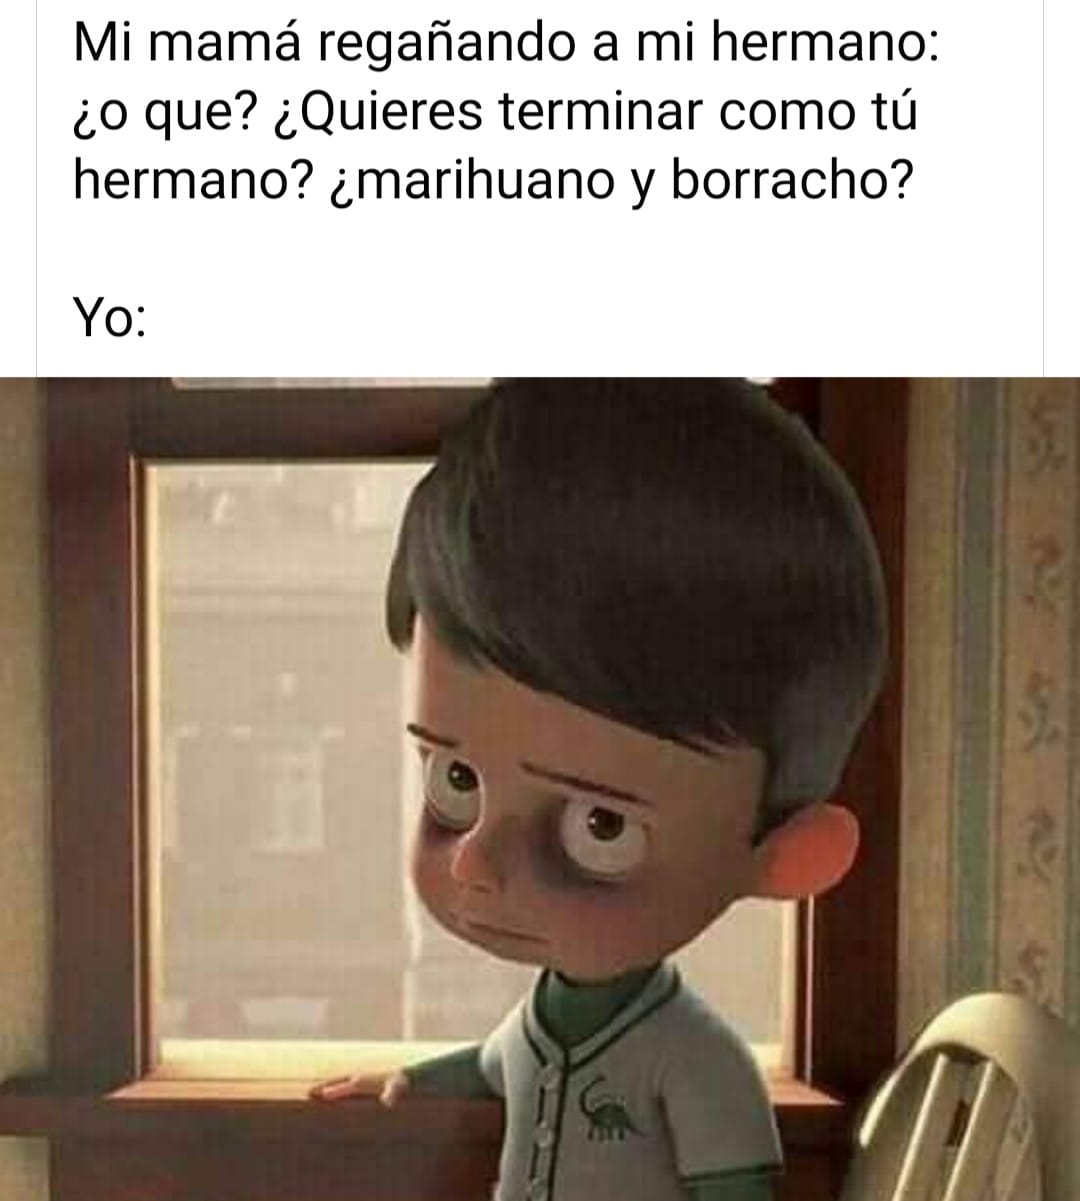 Mi mamá regañando a mi hermano:
¿o que? ¿Quieres terminar como tú
hermano? ¿marihuano y borracho?
Yo: